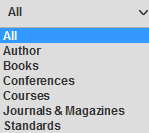 All
All
Author
Books
Conferences
Courses
Journals & Magazines
Standards